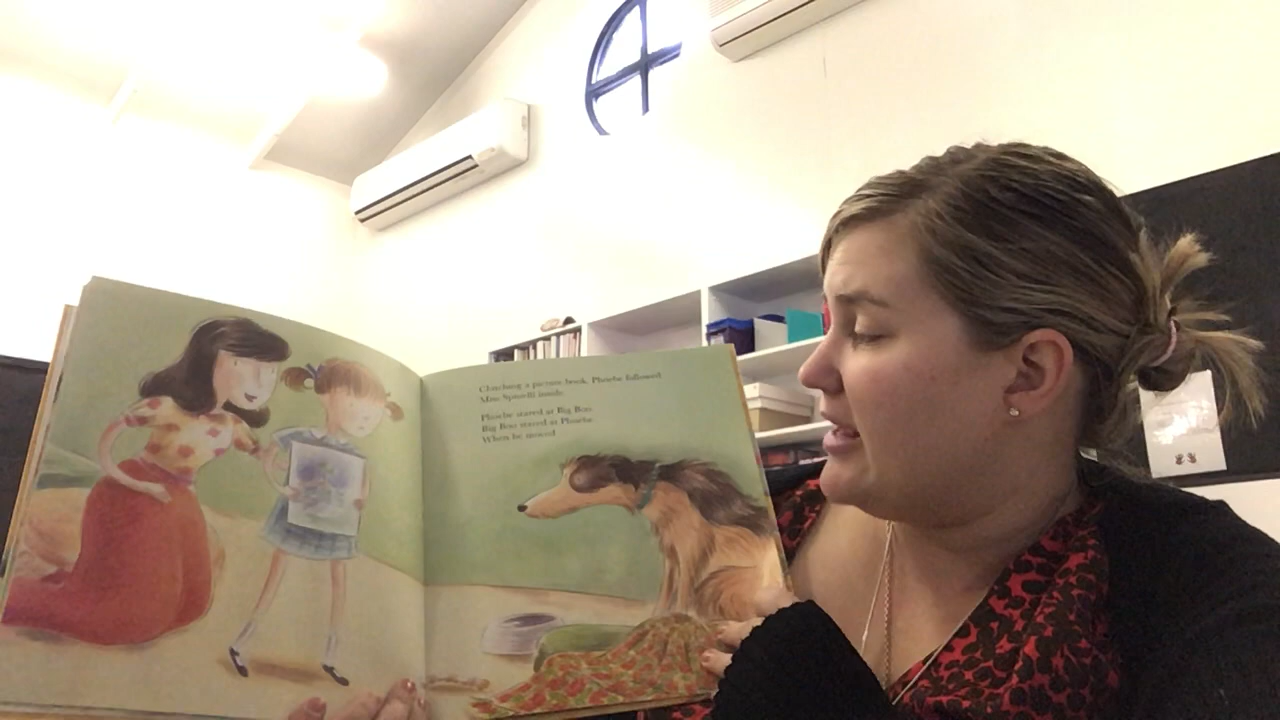 Clutching a picture book, Phoebe followed
Miss Spinelli inside.
Phoebe stared at Big Boo.
Big Boo stared at Phoebe.
When he moved